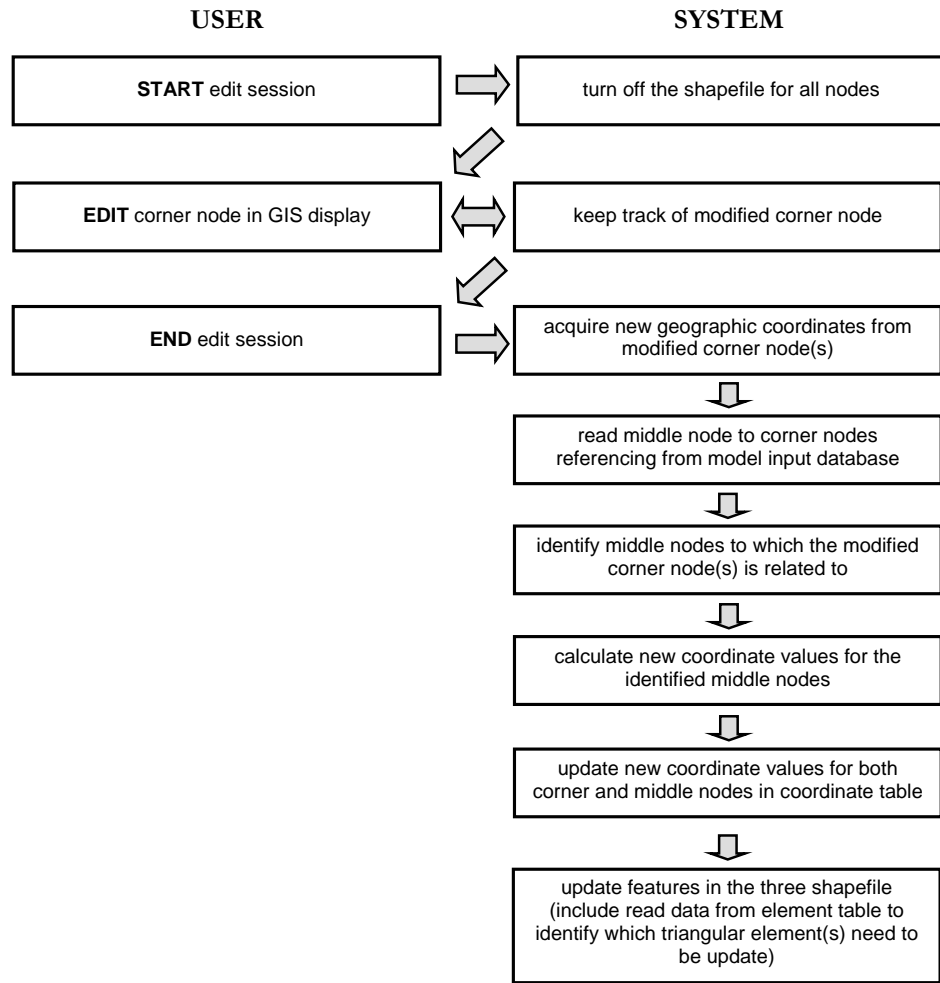 USER
SYSTEM
START edit session
turn off the shapefile for all nodes
EDIT corner node in GIS display
keep track of modified corner node
END edit session
acquire new geographic coordinates from
modified corner node(s)
read middle node to corner nodes
referencing from model input database
identify middle nodes to which the modified
corner node(s) is related to
calculate new coordinate values for the
identified middle nodes
update new coordinate values for both
corner and middle nodes in coordinate table
update features in the three shapefile
(include read data from element table to
identify which triangular element(s) need to
be update)